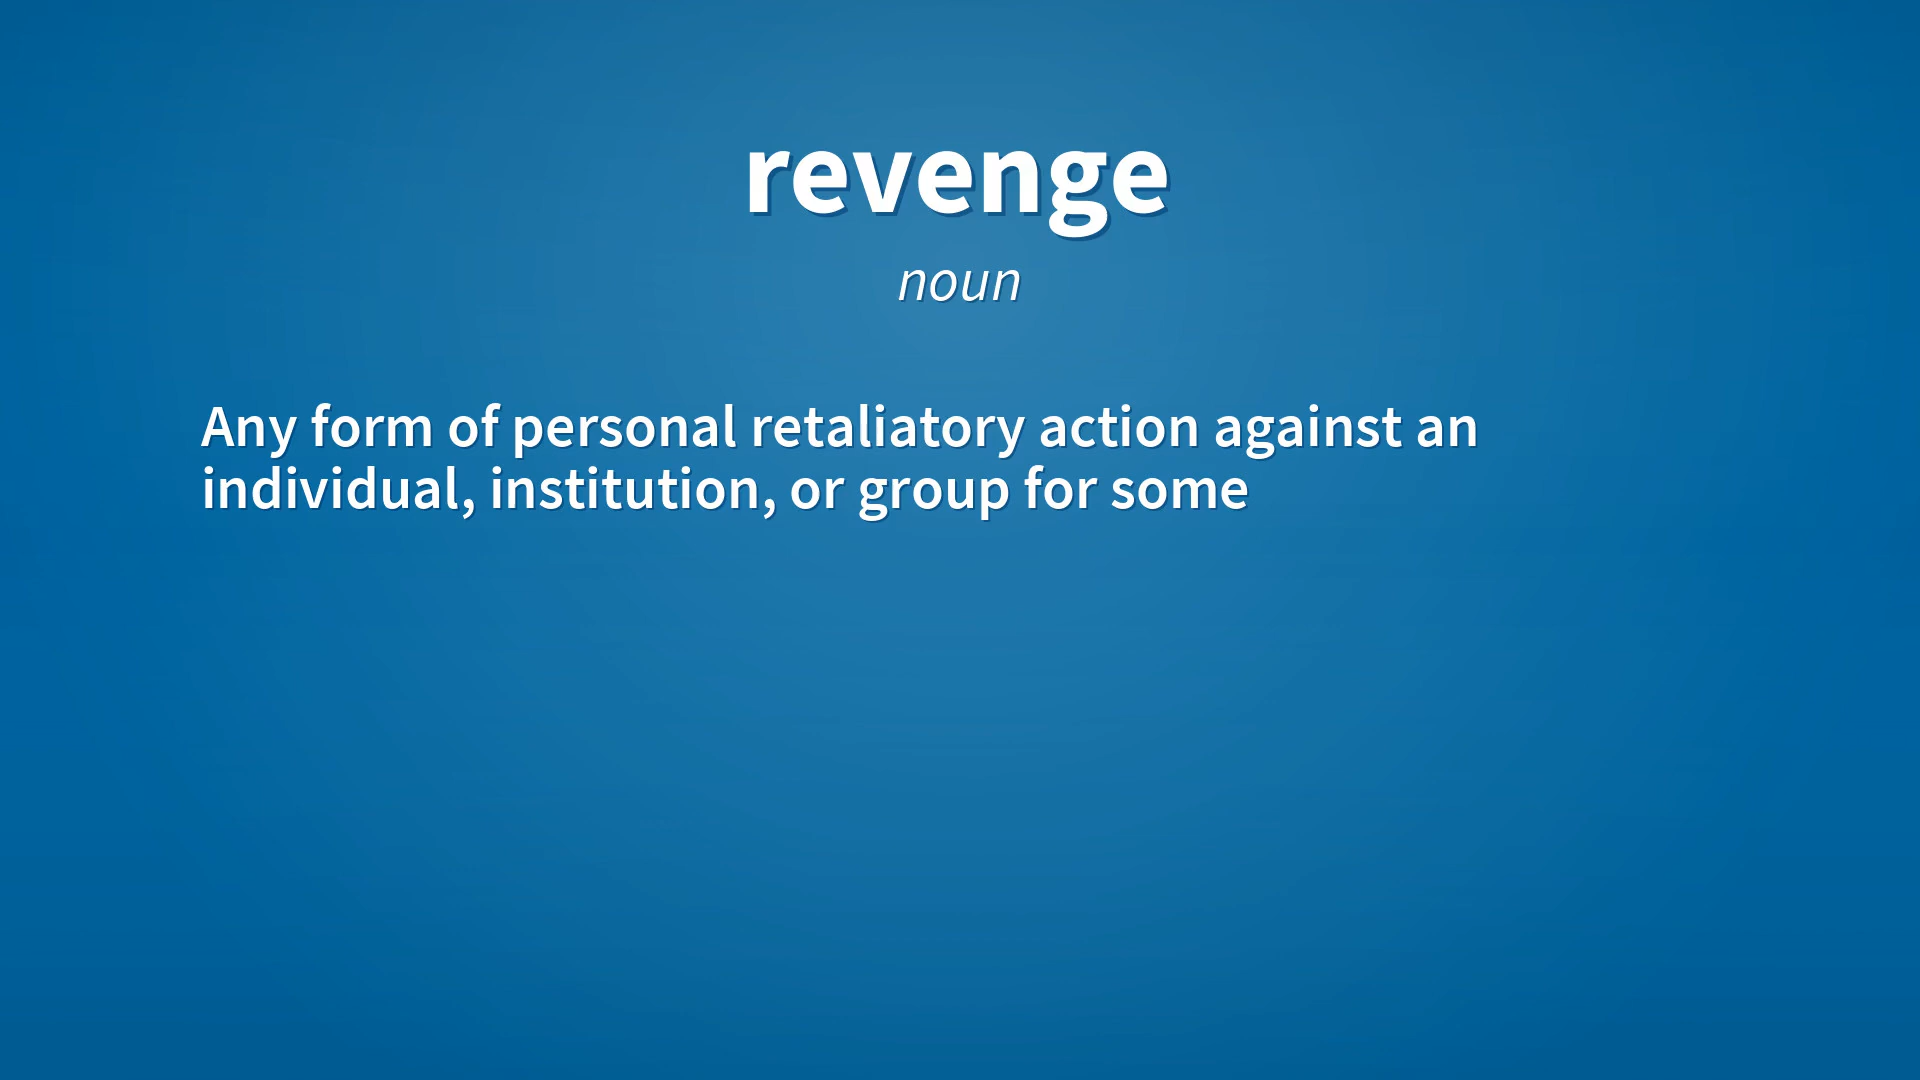 revenge
noun
Any form of personal retaliatory action against an
individual, institution, or group for some